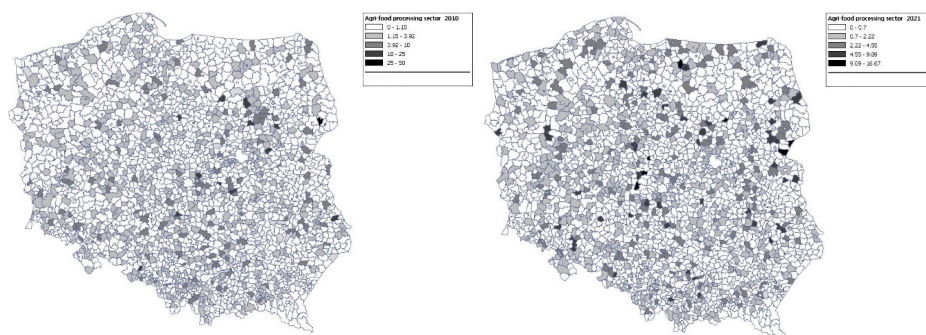 Agri-food processing sector 2010
0 - 1.15
1.15 - 3.92
3.92 - 10
10 - 25
25 - 50
Agri-food processing sector 2021
0 - 0.7
0.7 - 2.22
2.22 - 4.55
4.55 - 9.09
9.09 - 16.67